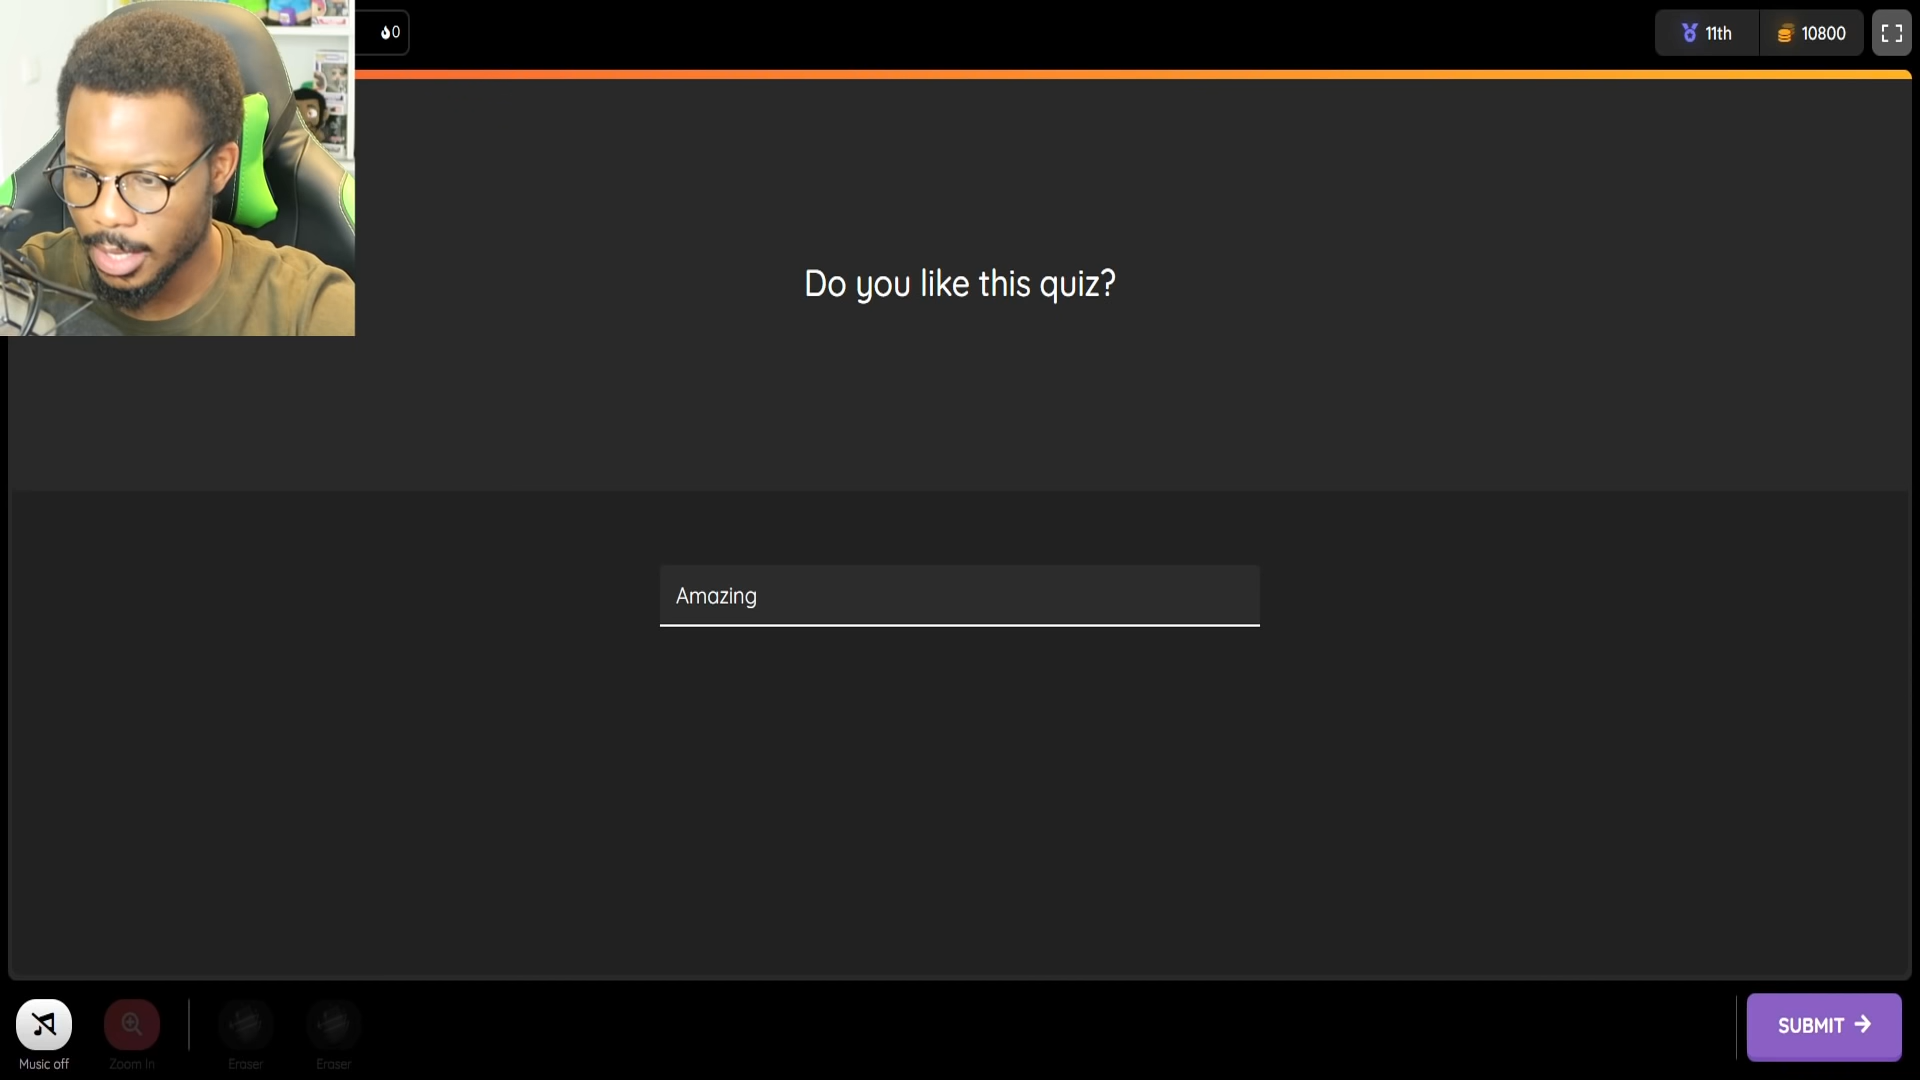 0
11th
10800
Do you like this quiz?
Amazing
SUBMIT
Music off
Zoom In
Eraser
Eraser